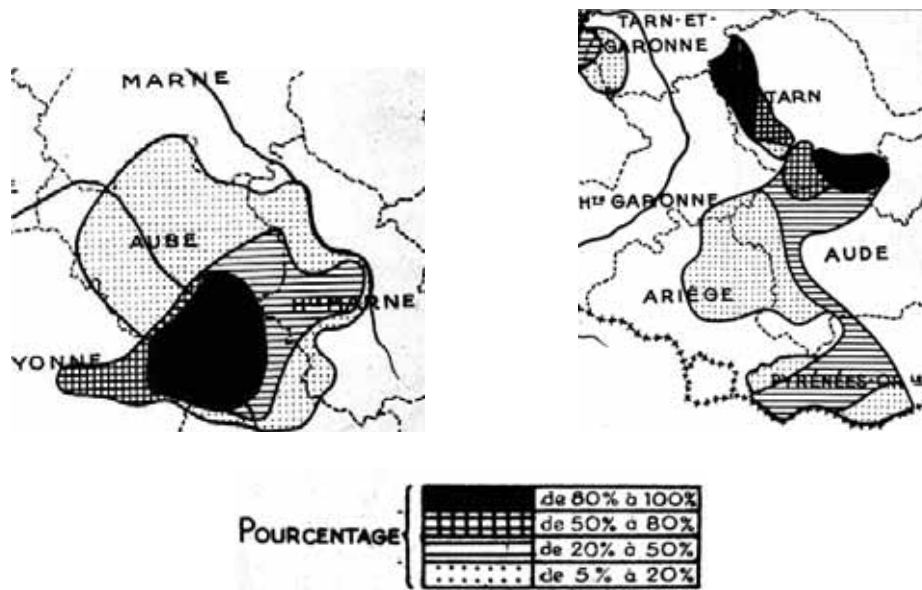 MARNE
E
AUBE
Hte MARNE
YONNE
TARN-ET-
GARONNE
TARN
Hte GARONNE
AUDE
ARIÈGE
PYRÉNÉES-OR les
POURCENTAGE
de 80% à 100%
de 50% à 80%
de 20% à 50%
de 5% à 20%